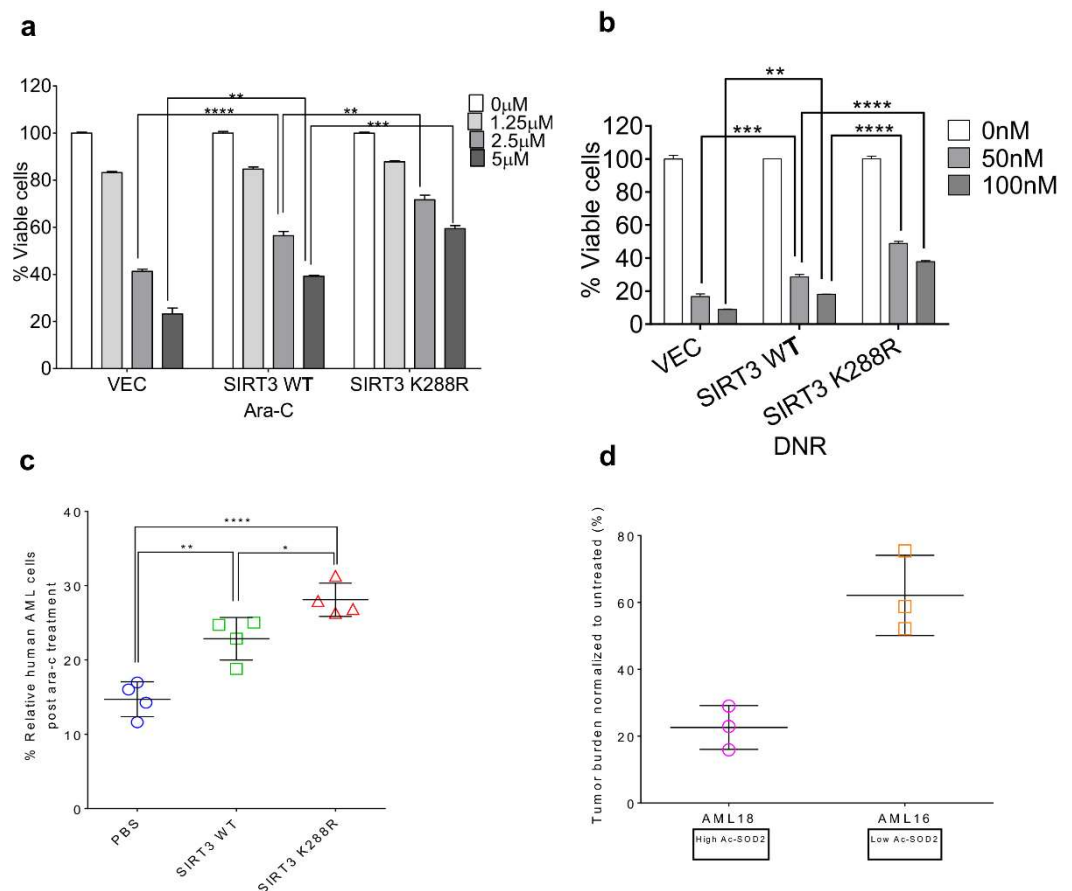 a
% Viable cells
120
100
80
60
40
20
0
**
****
**
***
0µM
1.25µM
2.5µM
5µM
VEC
SIRT3 WT
SIRT3 K288R
Ara-C
b
% Viable cells
120
100
80
60
40
20
0
**
***
****
****
0nM
50nM
100nM
VEC
SIRT3 WT
SIRT3 K288R
DNR
c
% Relative human AML cells
post ara-c treatment
40
30
20
10
0
****
**
*
PBS
SIRT3 WT
SIRT3 K288R
d
Tumor burden normalized to untreated (%)
80
60
40
20
0
AML18
AML16
High Ac-SOD2
Low Ac-SOD2